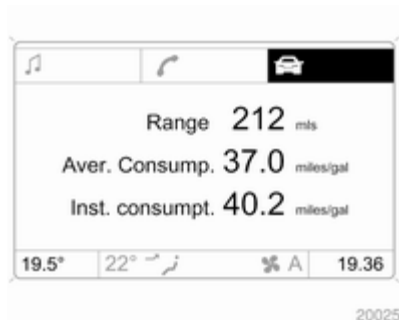 Range 212 mls
Aver. Consump. 37.0 miles/gal
Inst. consumpt. 40.2 miles/gal
19.5° 22° A 19.36
20025